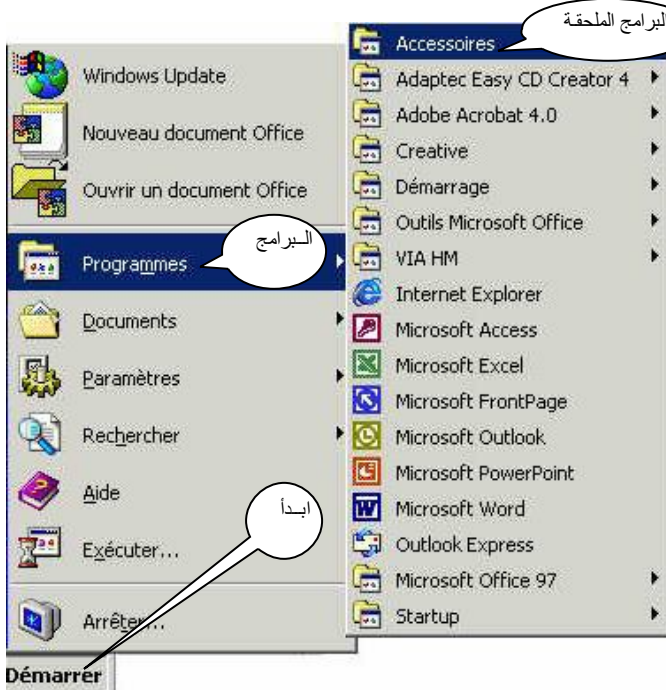 البرامج الملحقة
Accessoires
Adaptec Easy CD Creator 4
Adobe Acrobat 4.0
Creative
Démarrage
Outils Microsoft Office
VIA HM
Internet Explorer
Microsoft Access
Microsoft Excel
Microsoft FrontPage
Microsoft Outlook
Microsoft PowerPoint
Microsoft Word
Outlook Express
Microsoft Office 97
Startup
Windows Update
Nouveau document Office
Ouvrir un document Office
الــبرامج
Programmes
Documents
Paramètres
Rechercher
Aide
ابــدأ
Exécuter...
Arrêter...
Démarrer